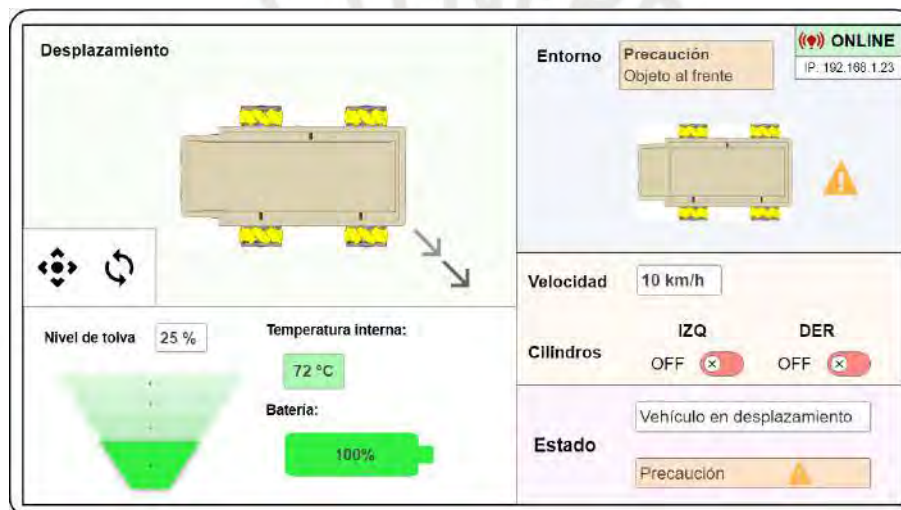 Desplazamiento
Entorno
Precaución
Objeto al frente
ONLINE
IP: 192.168.1.23
Velocidad
10 km/h
Cilindros
IZQ
DER
OFF
OFF
Nivel de tolva
25 %
Temperatura interna:
72 °C
Batería:
100%
Estado
Vehículo en desplazamiento
Precaución